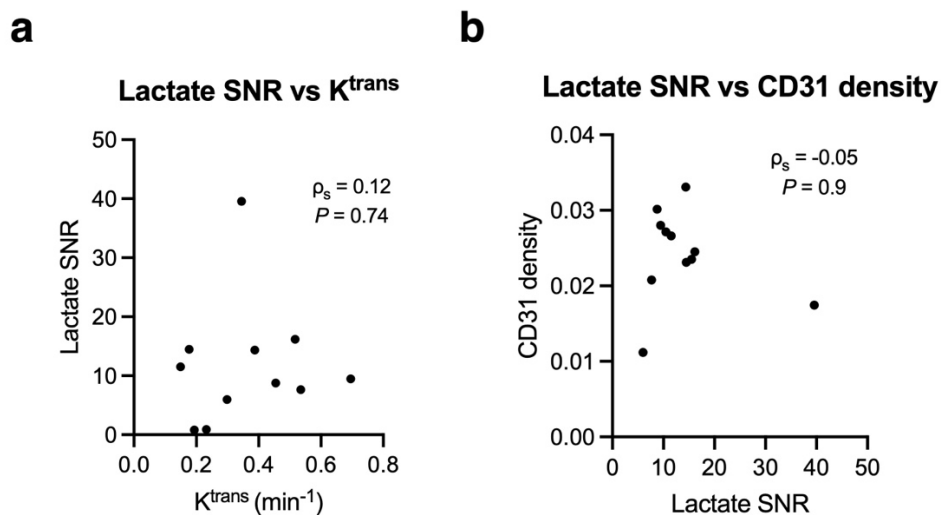 a
Lactate SNR vs K^trans
50
40
30
20
10
0
Lactate SNR
ρs = 0.12
P = 0.74
0.0 0.2 0.4 0.6 0.8
K^trans (min⁻¹)
b
Lactate SNR vs CD31 density
0.04
0.03
0.02
0.01
0.00
CD31 density
ρs = -0.05
P = 0.9
0 10 20 30 40 50
Lactate SNR